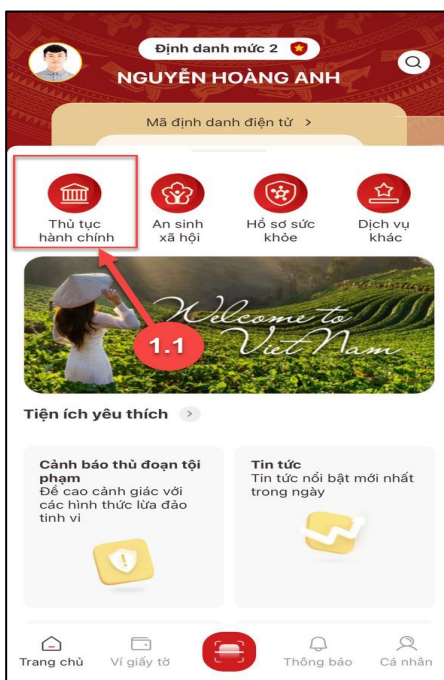 Định danh mức 2
NGUYỄN HOÀNG ANH
Mã định danh điện tử >
Thủ tục
hành chính
An sinh
xã hội
Hồ sơ sức
khỏe
Dịch vụ
khác
Welcome to
Viet Nam
1.1
Tiện ích yêu thích >
Cảnh báo thủ đoạn tội
phạm
Đề cao cảnh giác với
các hình thức lừa đảo
tinh vi
Tin tức
Tin tức nổi bật mới nhất
trong ngày
Trang chủ
Ví giấy tờ
Thông báo
Cá nhân